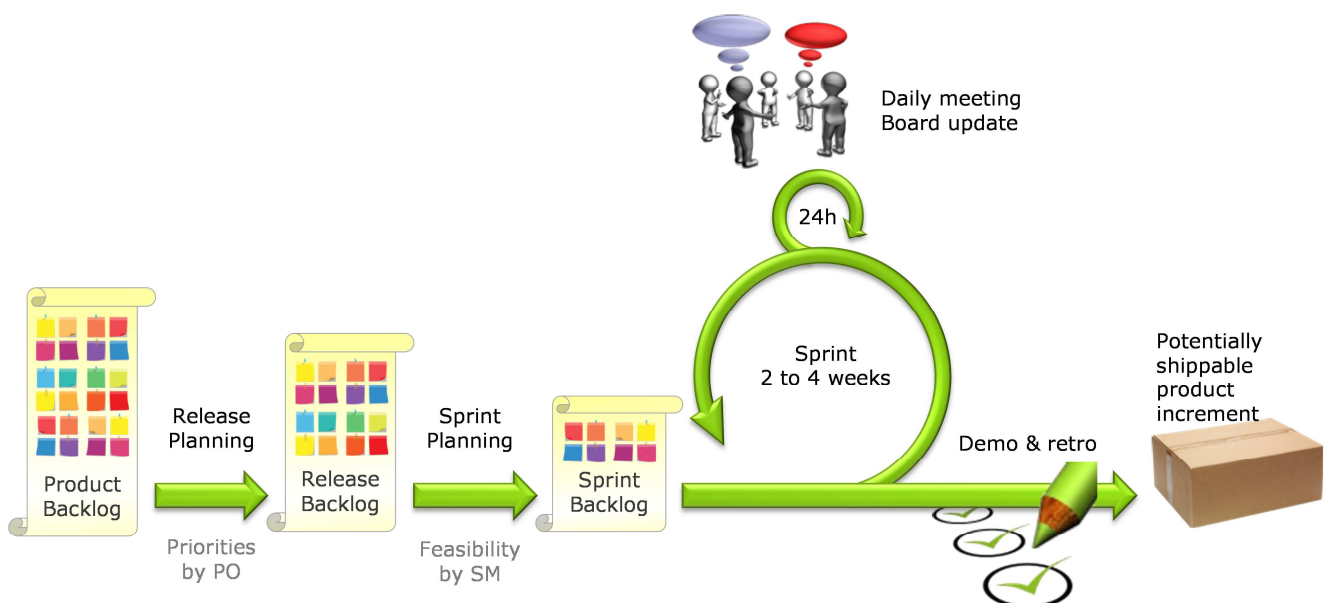 Daily meeting
Board update
24h
Sprint
2 to 4 weeks
Product
Backlog
Release
Planning
Priorities
by PO
Release
Backlog
Sprint
Planning
Feasibility
by SM
Sprint
Backlog
Demo & retro
Potentially
shippable
product
increment